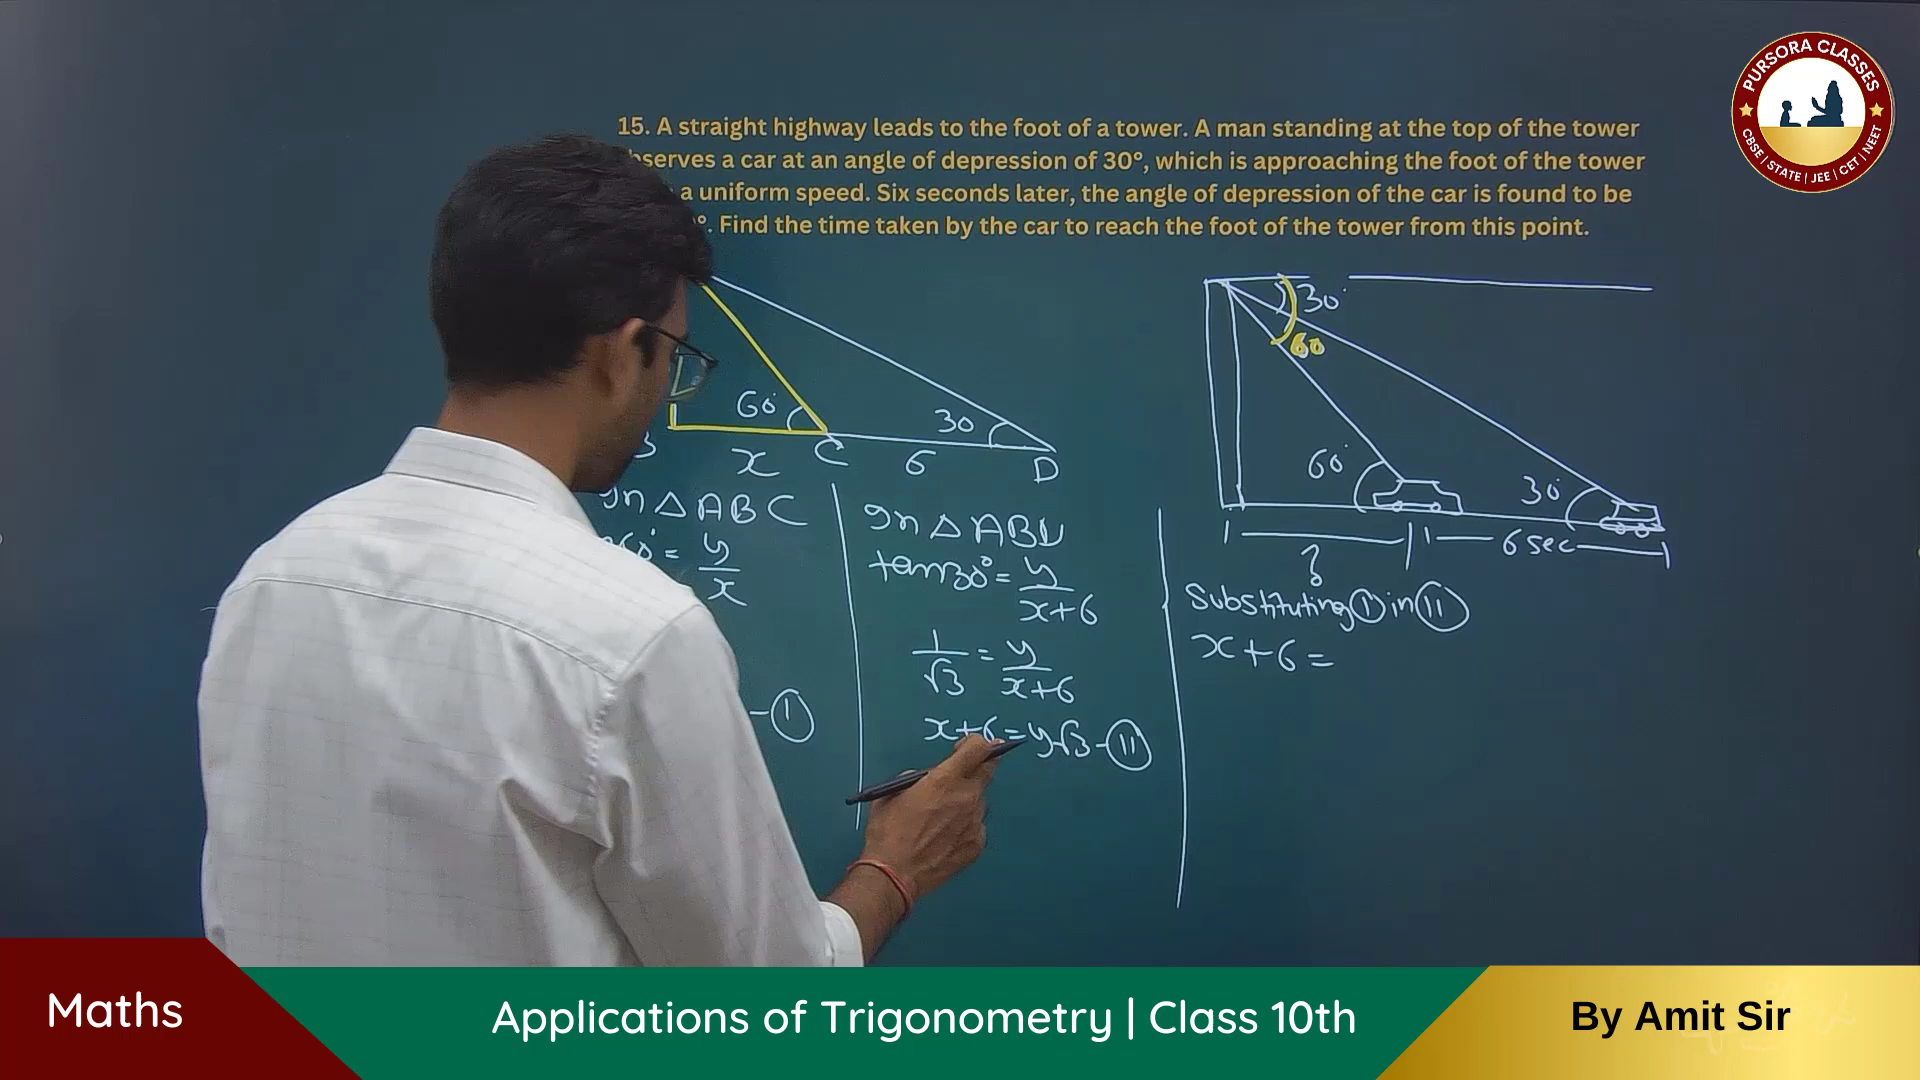 PURSORA CLASSES
CBSE | STATE | JEE | CET | NEET
15. A straight highway leads to the foot of a tower. A man standing at the top of the tower
bserves a car at an angle of depression of 30°, which is approaching the foot of the tower
a uniform speed. Six seconds later, the angle of depression of the car is found to be
°. Find the time taken by the car to reach the foot of the tower from this point.
30°
60
60°
30
x
C
6
D
60°
30°
6 sec
?
In △ ABC
60° = y/x
- ①
In △ ABD
tan30° = y/x+6
1/√3 = y/x+6
x+6 = y√3 - ⑪
Substituting ① in ⑪
x+6 =
Maths
Applications of Trigonometry | Class 10th
By Amit Sir